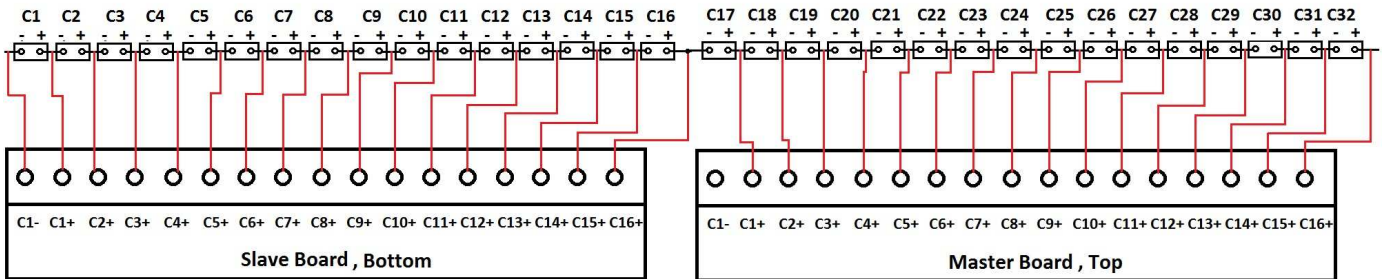 C1 C2 C3 C4 C5 C6 C7 C8 C9 C10 C11 C12 C13 C14 C15 C16 C17 C18 C19 C20 C21 C22 C23 C24 C25 C26 C27 C28 C29 C30 C31 C32
- + - + - + - + - + - + - + - + - + - + - + - + - + - + - + - + - + - + - + - + - + - + - + - + - + - + - + - + - + - + - + - +
C1- C1+ C2+ C3+ C4+ C5+ C6+ C7+ C8+ C9+ C10+ C11+ C12+ C13+ C14+ C15+ C16+
Slave Board , Bottom
C1- C1+ C2+ C3+ C4+ C5+ C6+ C7+ C8+ C9+ C10+ C11+ C12+ C13+ C14+ C15+ C16+
Master Board , Top